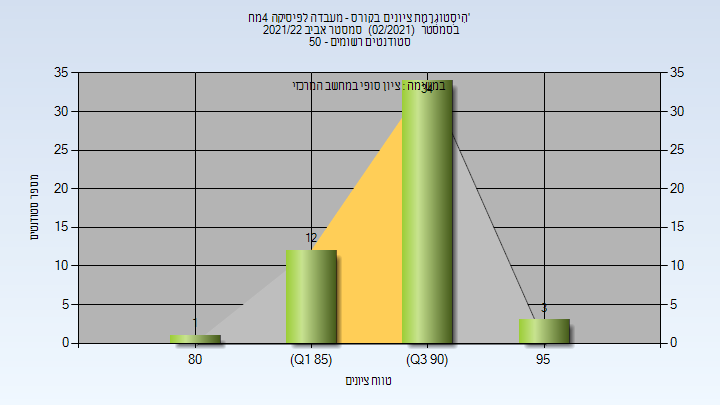 היסטוגרמת ציונים בקורס - מעבדה לפיסיקה 4מח'
בסמסטר (02/2021) סמסטר אביב 2021/22
סטודנטים רשומים - 50
במשימה : ציון סופי במחשב המרכזי
35
30
25
20
15
10
5
0
35
30
25
20
15
10
5
0
מספר סטודנטים
1
12
34
3
80
(Q1 85)
(Q3 90)
95
טווח ציונים